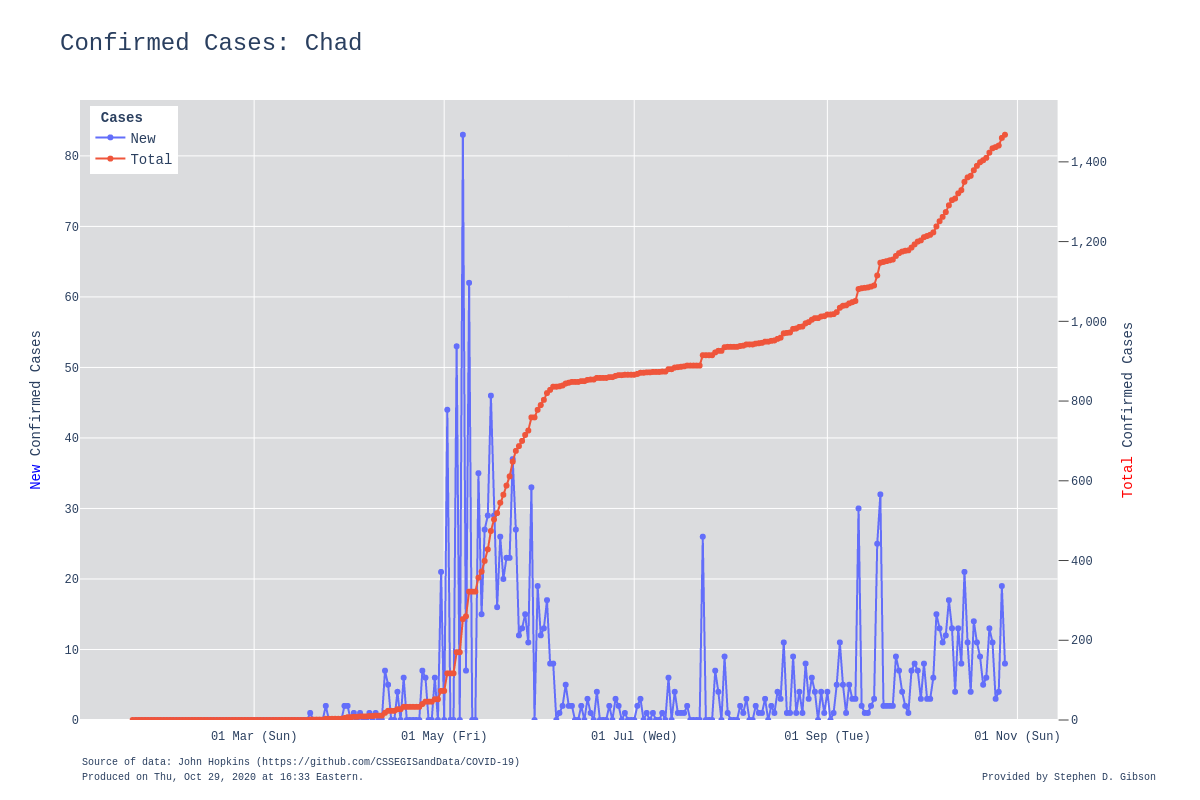 Confirmed Cases: Chad
Cases
New
Total
80
70
60
50
40
30
20
10
0
1,400
1,200
1,000
800
600
400
200
0
New Confirmed Cases
Total Confirmed Cases
01 Mar (Sun)
01 May (Fri)
01 Jul (Wed)
01 Sep (Tue)
01 Nov (Sun)
Source of data: John Hopkins (https://github.com/CSSEGISandData/COVID-19)
Produced on Thu, Oct 29, 2020 at 16:33 Eastern.
Provided by Stephen D. Gibson